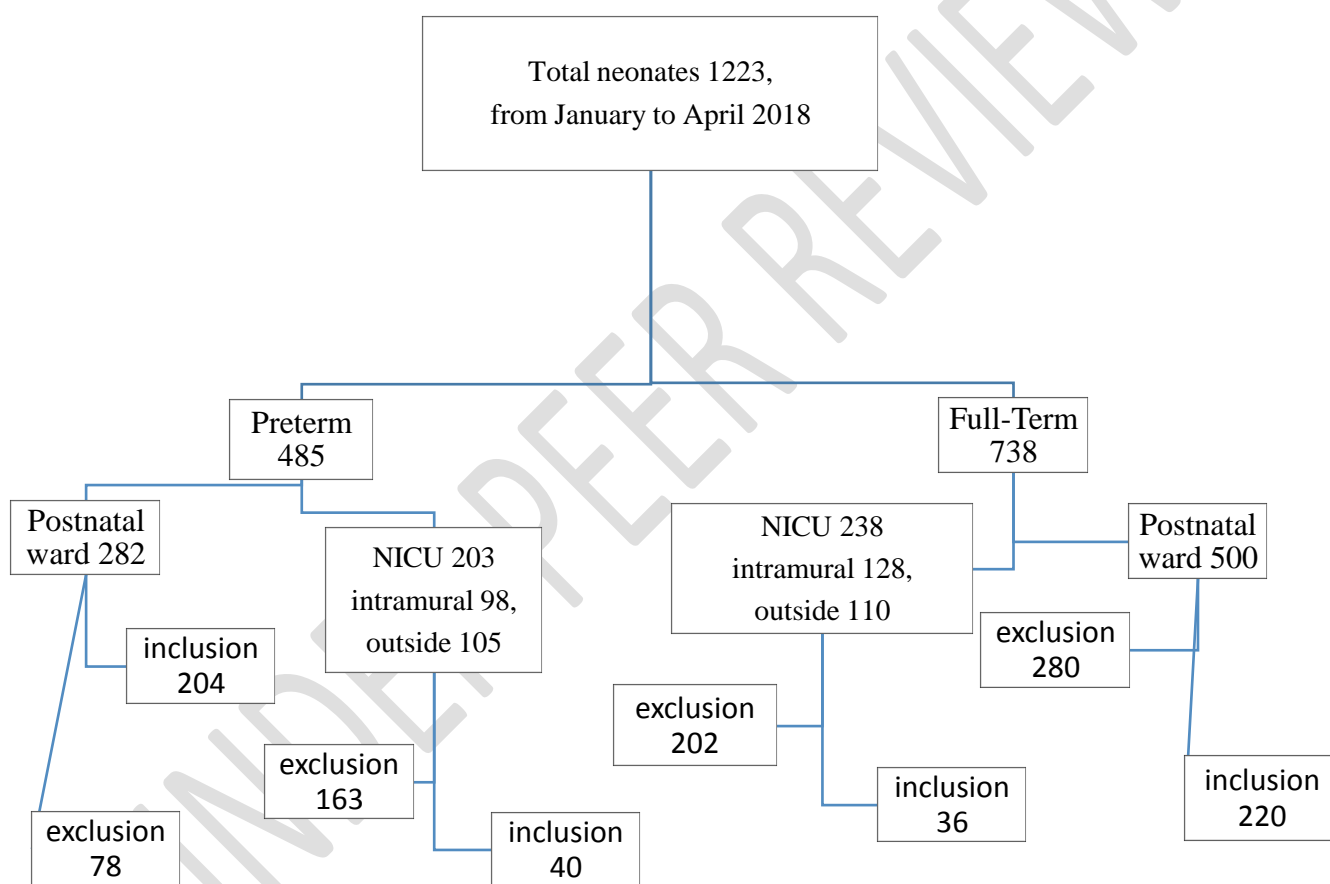 Total neonates 1223,
from January to April 2018
Preterm
485
Full-Term
738
Postnatal
ward 282
NICU 203
intramural 98,
outside 105
NICU 238
intramural 128,
outside 110
Postnatal
ward 500
inclusion
204
exclusion
78
exclusion
163
inclusion
40
exclusion
202
inclusion
36
exclusion
280
inclusion
220
UNDER PEER REVIEW